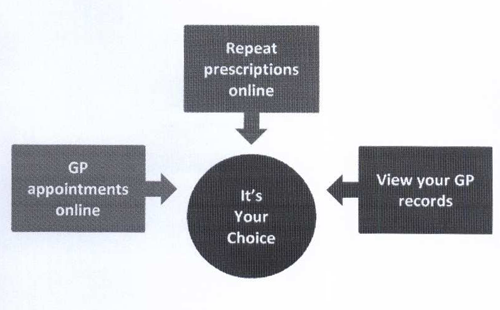 Repeat
prescriptions
online
GP
appointments
online
It's
Your
Choice
View your GP
records